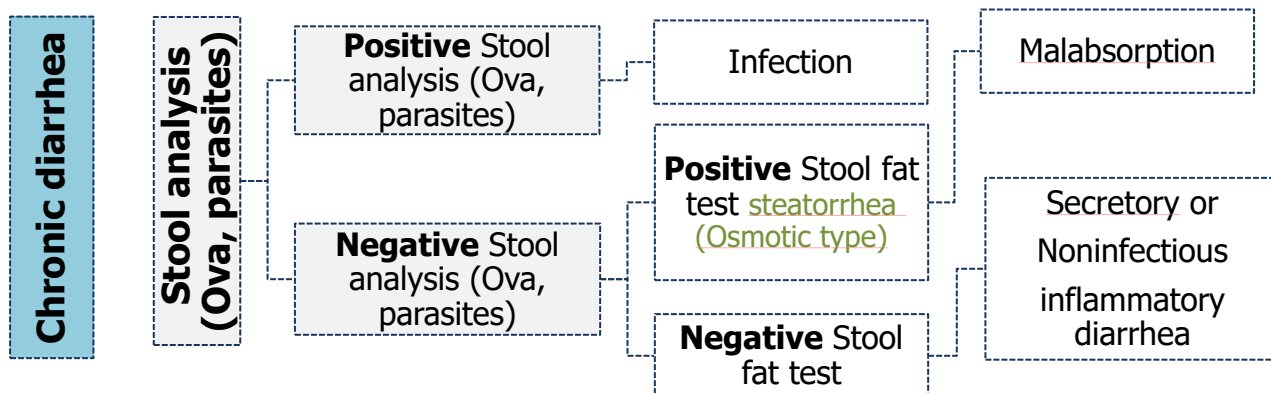 Chronic diarrhea
Stool analysis
(Ova, parasites)
Positive Stool
analysis (Ova,
parasites)
Negative Stool
analysis (Ova,
parasites)
Infection
Positive Stool fat
test steatorrhea
(Osmotic type)
Negative Stool
fat test
Malabsorption
Secretory or
Noninfectious
inflammatory
diarrhea